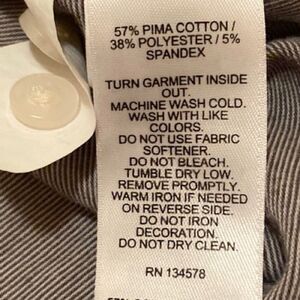 57% PIMA COTTON /
38% POLYESTER / 5%
SPANDEX
TURN GARMENT INSIDE
OUT.
MACHINE WASH COLD.
WASH WITH LIKE
COLORS.
DO NOT USE FABRIC
SOFTENER.
DO NOT BLEACH.
TUMBLE DRY LOW.
REMOVE PROMPTLY.
WARM IRON IF NEEDED
ON REVERSE SIDE.
DO NOT IRON
DECORATION.
DO NOT DRY CLEAN.
RN 134578